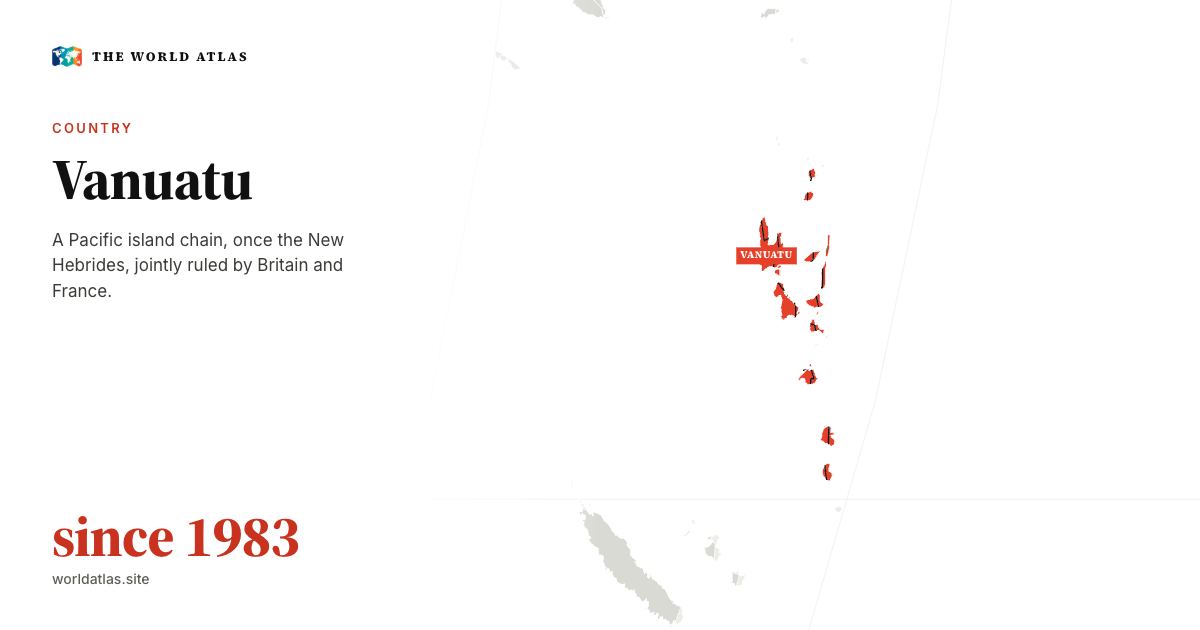 THE WORLD ATLAS
COUNTRY
Vanuatu
A Pacific island chain, once the New
Hebrides, jointly ruled by Britain and
France.
VANUATU
since 1983
worldatlas.site